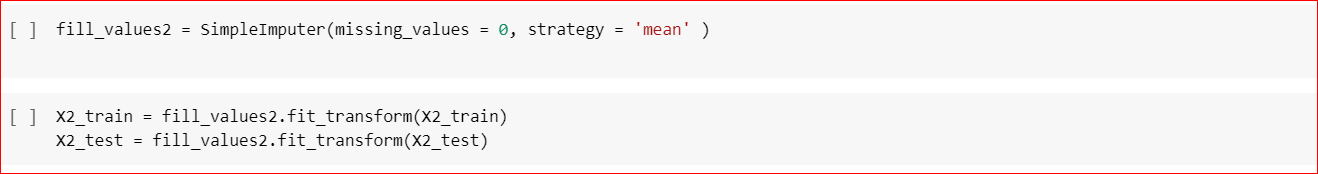 [ ] fill_values2 = SimpleImputer(missing_values = 0, strategy = 'mean' )
[ ] X2_train = fill_values2.fit_transform(X2_train)
X2_test = fill_values2.fit_transform(X2_test)